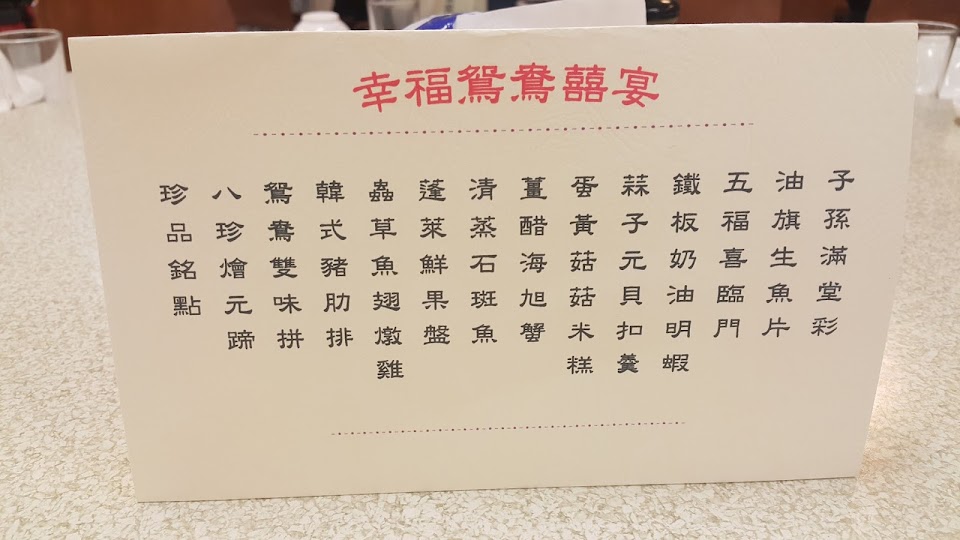 幸福鴛鴦囍宴
子孫滿堂彩
油旗生魚片
五福喜臨門
鐵板奶油明蝦
蒜子元貝扣羹
蛋黃菇菇米糕
薑醋海旭蟹
清蒸石斑魚
蓬萊鮮果盤
蟲草魚翅燉雞
韓式豬肋排
鴛鴦雙味拼
八珍燴元蹄
珍品銘點